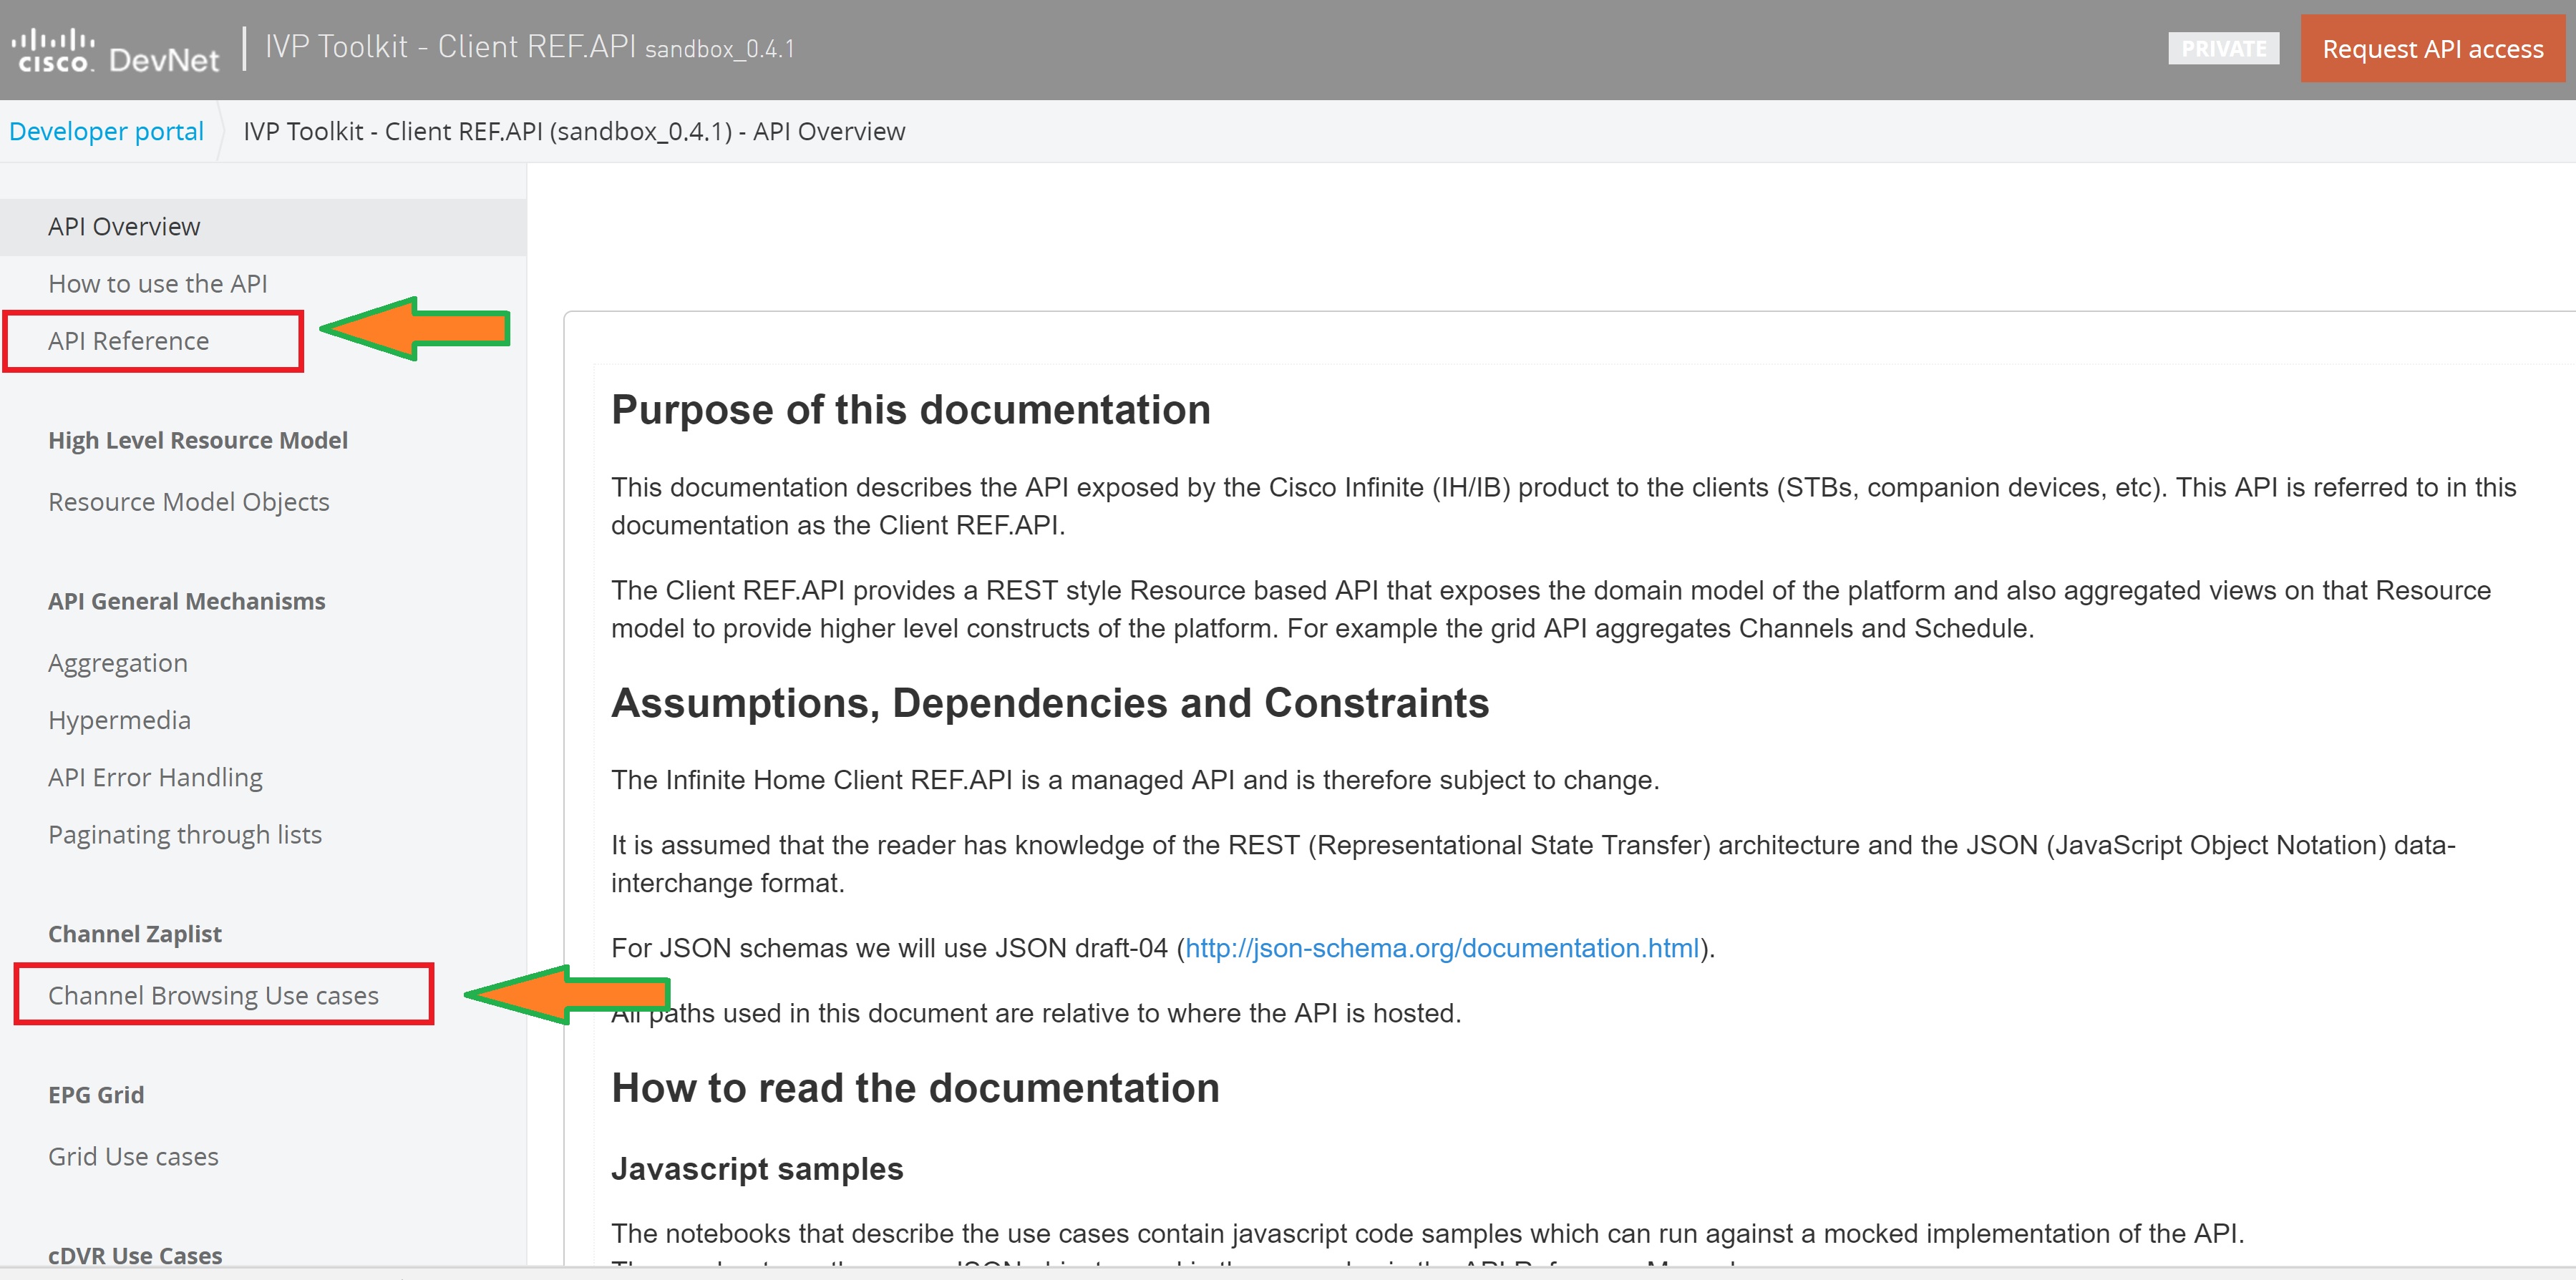 CISCO DevNet
IVP Toolkit - Client REF.API sandbox_0.4.1
PRIVATE
Request API access
Developer portal
IVP Toolkit - Client REF.API (sandbox_0.4.1) - API Overview
API Overview
How to use the API
API Reference
High Level Resource Model
Resource Model Objects
API General Mechanisms
Aggregation
Hypermedia
API Error Handling
Paginating through lists
Channel Zaplist
Channel Browsing Use cases
EPG Grid
Grid Use cases
cDVR Use Cases
Purpose of this documentation
This documentation describes the API exposed by the Cisco Infinite (IH/IB) product to the clients (STBs, companion devices, etc). This API is referred to in this
documentation as the Client REF.API.
The Client REF.API provides a REST style Resource based API that exposes the domain model of the platform and also aggregated views on that Resource
model to provide higher level constructs of the platform. For example the grid API aggregates Channels and Schedule.
Assumptions, Dependencies and Constraints
The Infinite Home Client REF.API is a managed API and is therefore subject to change.
It is assumed that the reader has knowledge of the REST (Representational State Transfer) architecture and the JSON (JavaScript Object Notation) data-
interchange format.
For JSON schemas we will use JSON draft-04 (http://json-schema.org/documentation.html).
All paths used in this document are relative to where the API is hosted.
How to read the documentation
Javascript samples
The notebooks that describe the use cases contain javascript code samples which can run against a mocked implementation of the API.